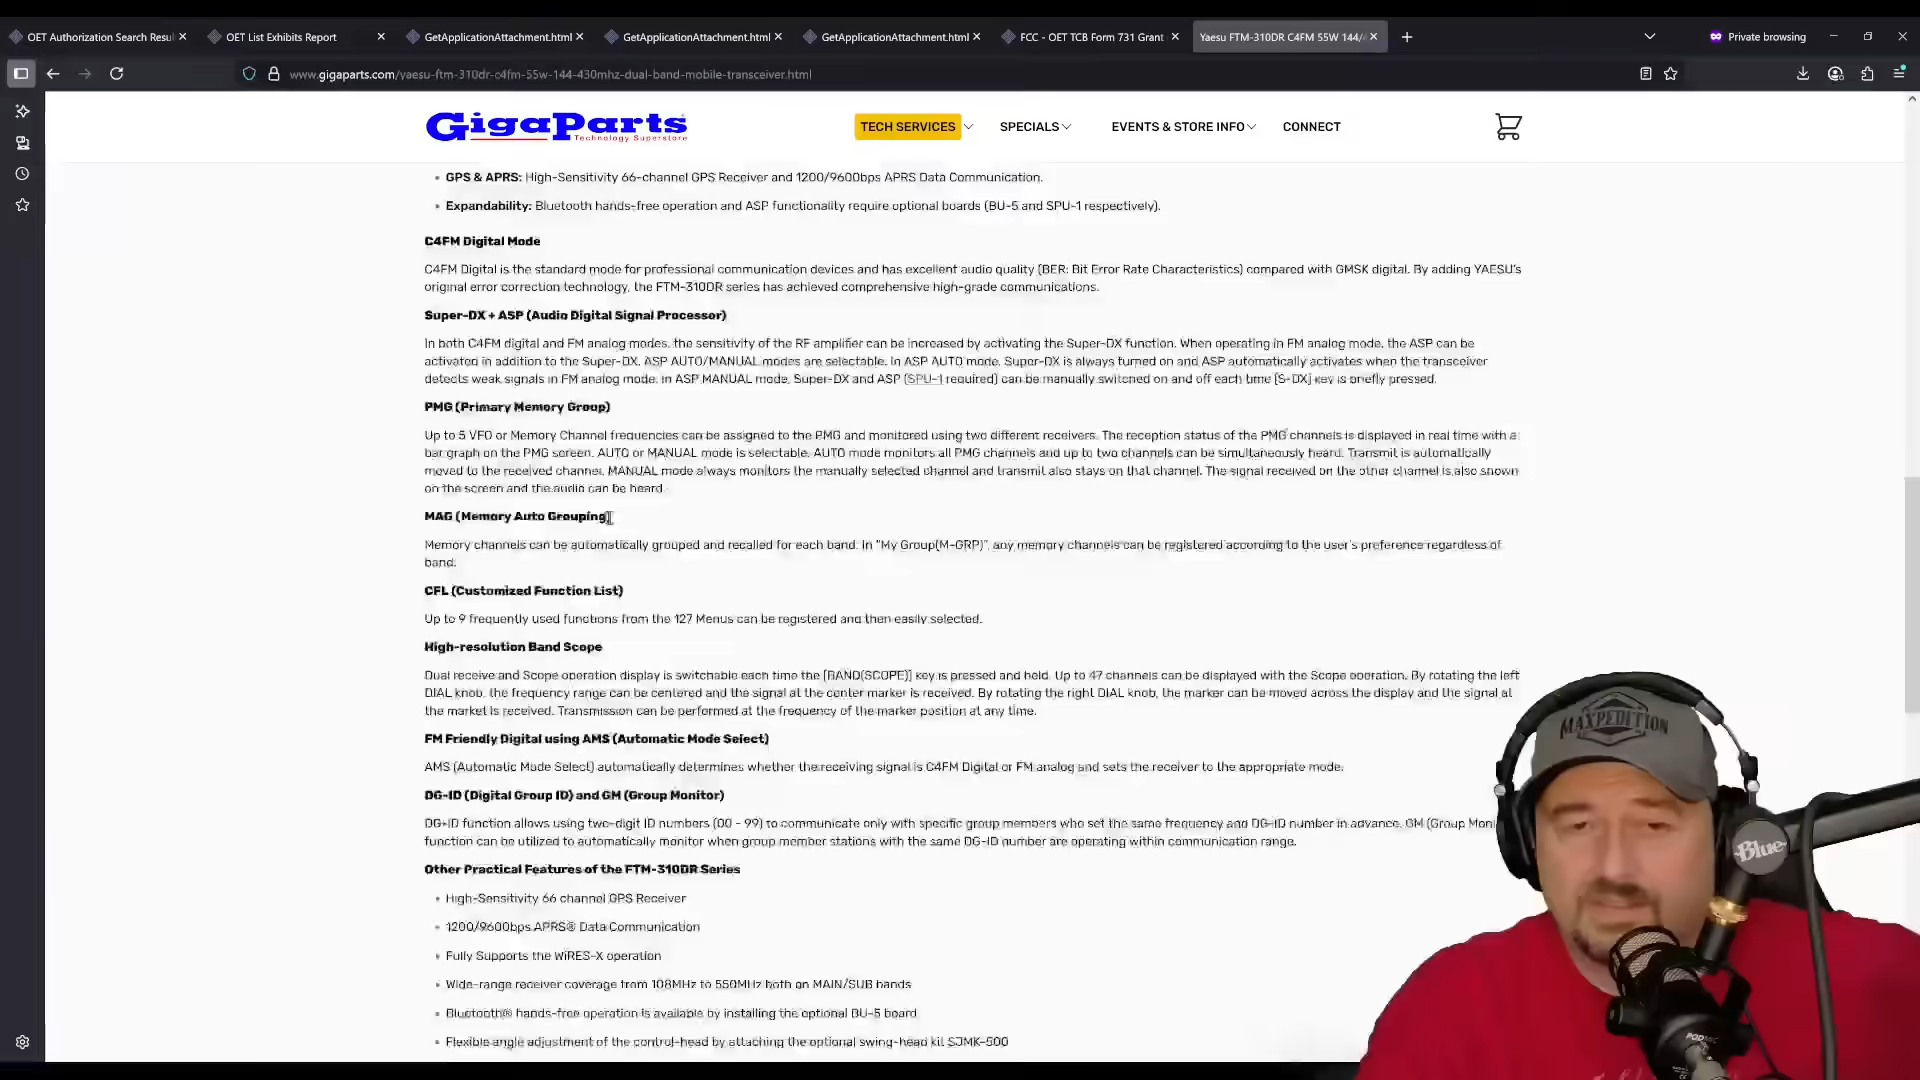 OET Authorization Search Resu
OET List Exhibits Report
GetApplicationAttachment.html
GetApplicationAttachment.html
GetApplicationAttachment.html
FCC - OET TCB Form 731 Grant
Yaesu FTM-310DR C4FM 55W 144/4
Private browsing
www.gigaparts.com/yaesu-ftm-310dr-c4fm-55w-144-430mhz-dual-band-mobile-transceiver.html
GigaParts
Technology Superstore
TECH SERVICES
SPECIALS
EVENTS & STORE INFO
CONNECT
• GPS & APRS: High-Sensitivity 66-channel GPS Receiver and 1200/9600bps APRS Data Communication.
• Expandability: Bluetooth hands-free operation and ASP functionality require optional boards (BU-5 and SPU-1 respectively).
C4FM Digital Mode
C4FM Digital is the standard mode for professional communication devices and has excellent audio quality (BER: Bit Error Rate Characteristics) compared with GMSK digital. By adding YAESU's
original error correction technology, the FTM-310DR series has achieved comprehensive high-grade communications.
Super-DX + ASP (Audio Digital Signal Processor)
In both C4FM digital and FM analog modes, the sensitivity of the RF amplifier can be increased by activating the Super-DX function. When operating in FM analog mode, the ASP can be
activated in addition to the Super-DX. ASP AUTO/MANUAL modes are selectable. In ASP AUTO mode, Super-DX is always turned on and ASP automatically activates when the transceiver
detects weak signals in FM analog mode. In ASP MANUAL mode, Super-DX and ASP (SPU-1 required) can be manually switched on and off each time [S-DX] key is briefly pressed.
PMG (Primary Memory Group)
Up to 5 VFO or Memory Channel frequencies can be assigned to the PMG and monitored using two different receivers. The reception status of the PMG channels is displayed in real time with a
bar graph on the PMG screen. AUTO or MANUAL mode is selectable. AUTO mode monitors all PMG channels and up to two channels can be simultaneously heard. Transmit is automatically
moved to the received channel. MANUAL mode always monitors the manually selected channel and transmit also stays on that channel. The signal received on the other channel is also shown
on the screen and the audio can be heard.
MAG (Memory Auto Grouping)
Memory channels can be automatically grouped and recalled for each band. In "My Group(M-GRP)", any memory channels can be registered according to the user's preference regardless of
band.
CFL (Customized Function List)
Up to 9 frequently used functions from the 127 Menus can be registered and then easily selected.
High-resolution Band Scope
Dual receive and Scope operation display is switchable each time the [BAND(SCOPE)] key is pressed and held. Up to 47 channels can be displayed with the Scope operation. By rotating the left
DIAL knob, the frequency range can be centered and the signal at the center marker is received. By rotating the right DIAL knob, the marker can be moved across the display and the signal at
the market is received. Transmission can be performed at the frequency of the marker position at any time.
FM Friendly Digital using AMS (Automatic Mode Select)
AMS (Automatic Mode Select) automatically determines whether the receiving signal is C4FM Digital or FM analog and sets the receiver to the appropriate mode.
DG-ID (Digital Group ID) and GM (Group Monitor)
DG-ID function allows using two-digit ID numbers (00 - 99) to communicate only with specific group members who set the same frequency and DG-ID number in advance. GM (Group Moni
function can be utilized to automatically monitor when group member stations with the same DG-ID number are operating within communication range.
Other Practical Features of the FTM-310DR Series
• High-Sensitivity 66 channel GPS Receiver
• 1200/9600bps APRS® Data Communication
• Fully Supports the WiRES-X operation
• Wide-range receiver coverage from 108MHz to 550MHz both on MAIN/SUB bands
• Bluetooth® hands-free operation is available by installing the optional BU-5 board
• Flexible angle adjustment of the control-head by attaching the optional swing-head kit SJMK-500
MAXPEDITION
Blue